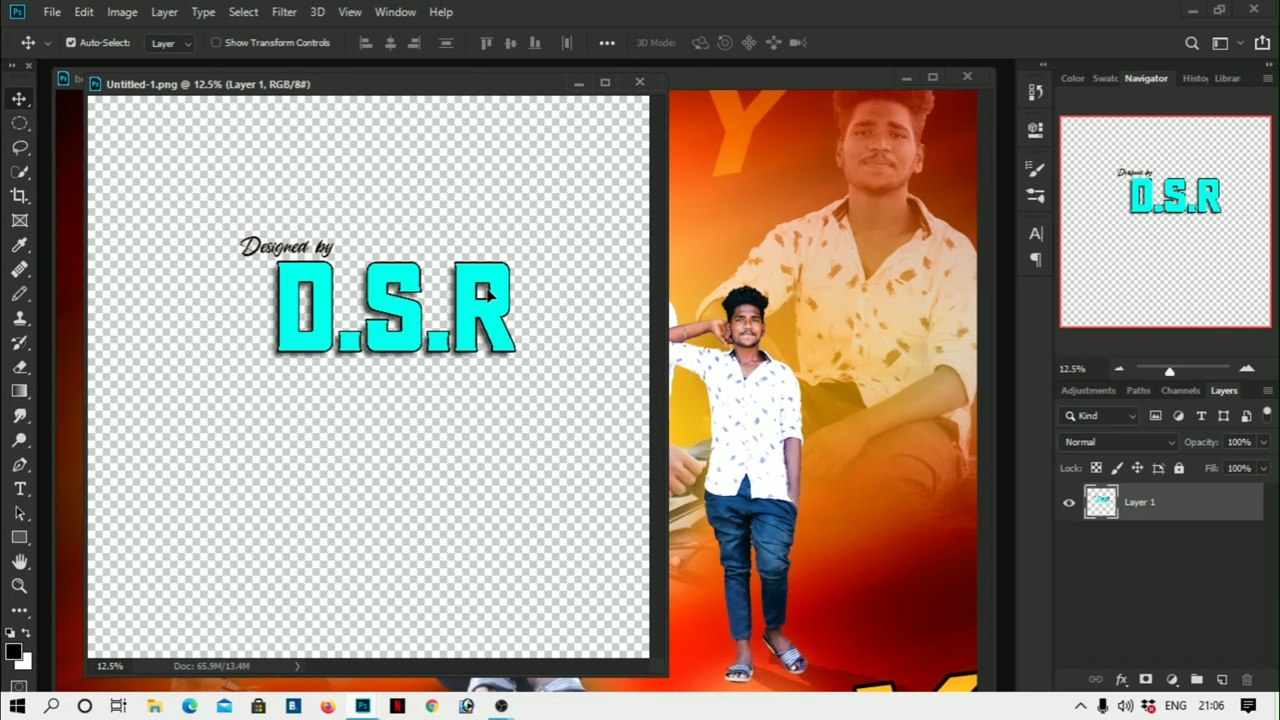 File Edit Image Layer Type Select Filter 3D View Window Help
Auto-Select: Layer Show Transform Controls 3D Mode:
Untitled-1.png @ 12.5% (Layer 1, RGB/8#)
Color Swatc Navigator Histo Librar
Y
Designed by
D.S.R
Designed by
D.S.R
12.5%
Adjustments Paths Channels Layers
Kind
Normal Opacity: 100%
Lock: Fill: 100%
Layer 1
12.5% Doc: 65.9M/13.4M
ENG 21:06